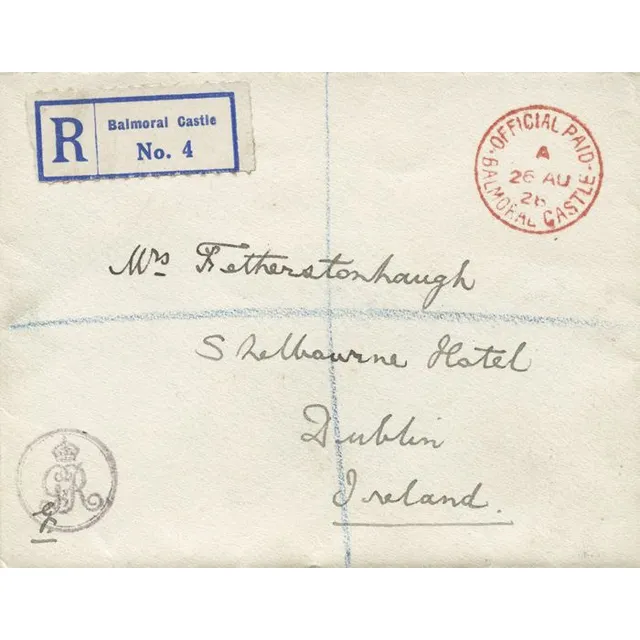 R
Balmoral Castle
No. 4
OFFICIAL PAID
A
26 AU
26
BALMORAL CASTLE
Mrs Fetherstonhaugh
Shelbourne Hotel
Dublin
Ireland.
GR